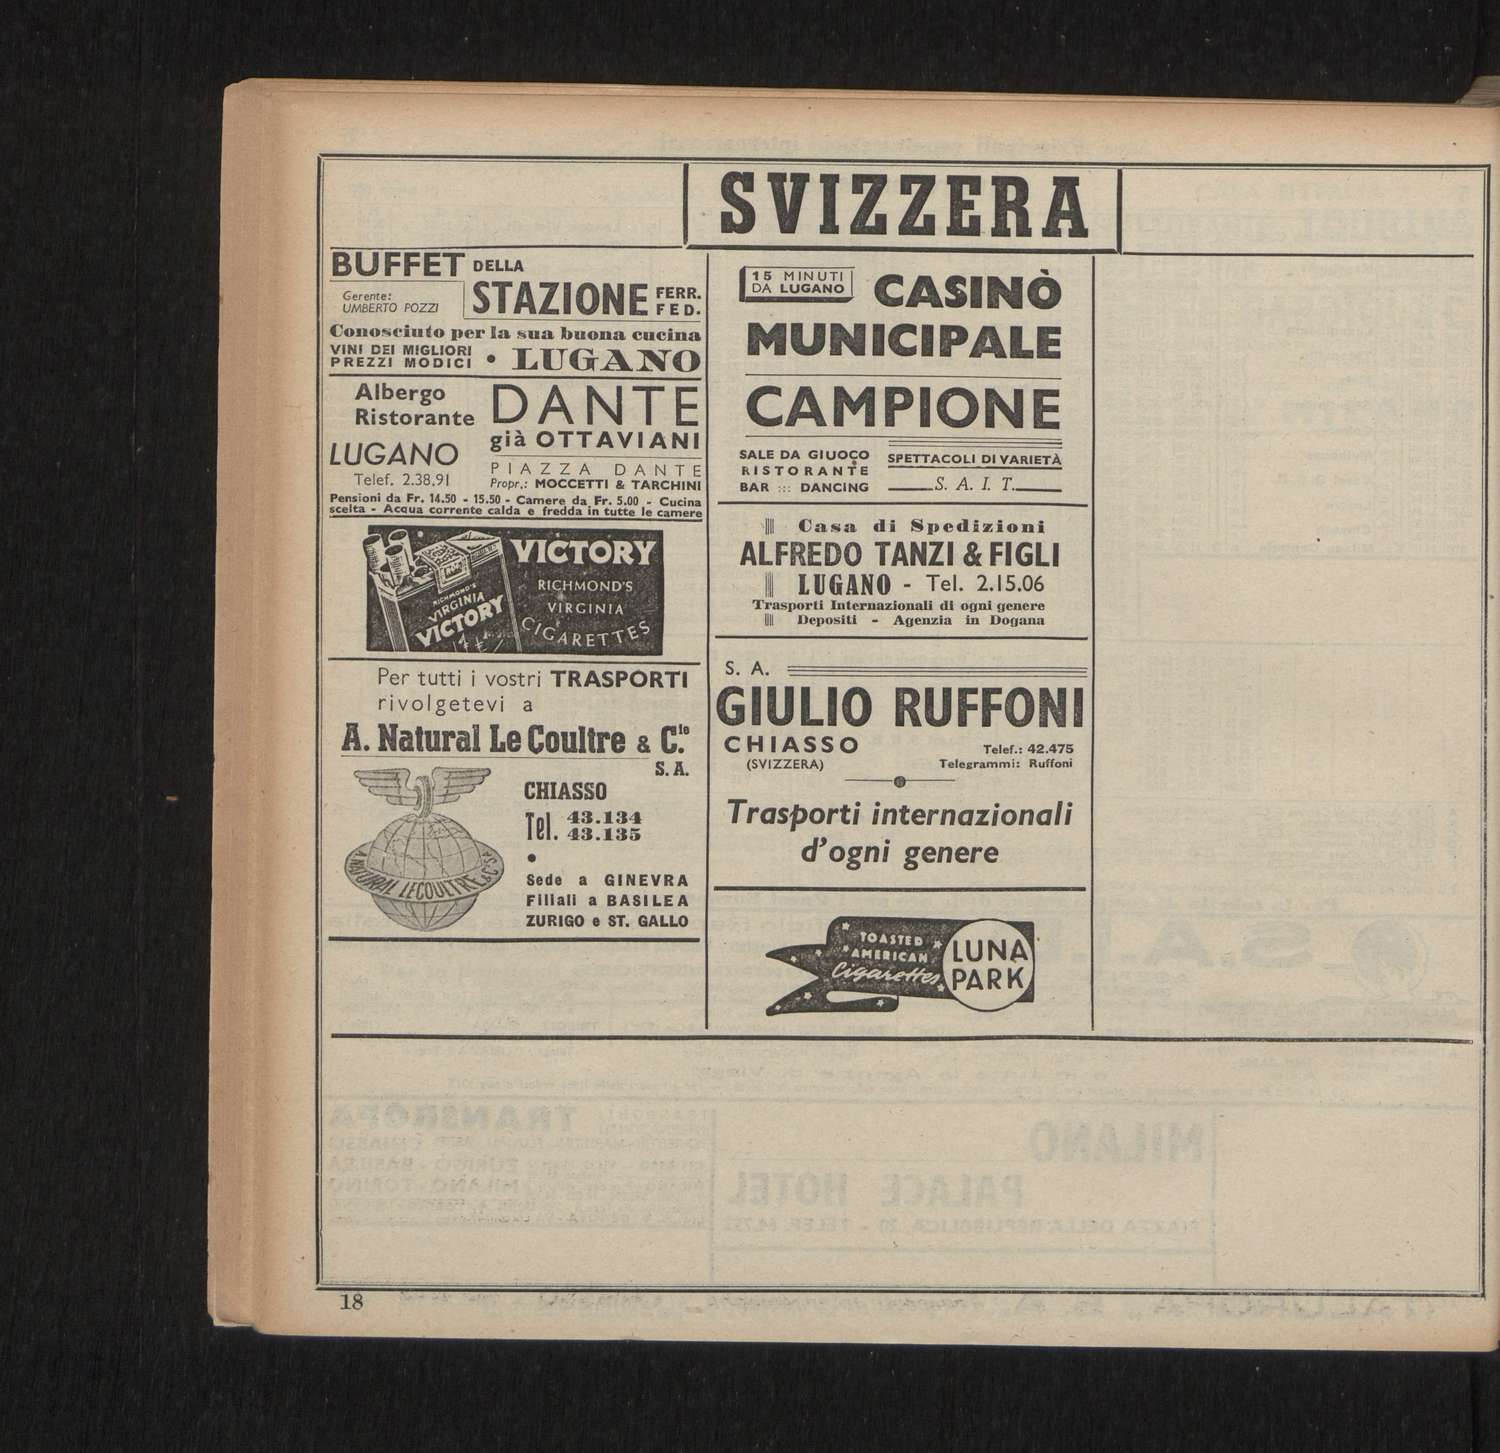 SVIZZERA
BUFFET DELLA
Gerente:
UMBERTO POZZI
STAZIONE FERR. FED.
Conosciuto per la sua buona cucina
VINI DEI MIGLIORI
PREZZI MODICI • LUGANO
Albergo
Ristorante
DANTE
già OTTAVIANI
LUGANO
Telef. 2.38.91
PIAZZA DANTE
Propr.: MOCCETTI & TARCHINI
Pensioni da Fr. 14.50 - 15.50 - Camere da Fr. 5.00 - Cucina
scelta - Acqua corrente calda e fredda in tutte le camere
VICTORY
RICHMOND'S
VIRGINIA
CIGARETTES
RICHMOND'S
VIRGINIA
VICTORY
Per tutti i vostri TRASPORTI
rivolgetevi a
A. Natural Le Coultre & C.ie
S. A.
A. NATURAL LECOULTRE & C. S.A.
CHIASSO
Tel. 43.134
43.135
•
Sede a GINEVRA
Filiali a BASILEA
ZURIGO e ST. GALLO
15 MINUTI
DA LUGANO
CASINÒ
MUNICIPALE
CAMPIONE
SALE DA GIUOCO
RISTORANTE
BAR ::: DANCING
SPETTACOLI DI VARIETÀ
S. A. I. T.
Casa di Spedizioni
ALFREDO TANZI & FIGLI
LUGANO - Tel. 2.15.06
Trasporti Internazionali di ogni genere
Depositi - Agenzia in Dogana
S. A.
GIULIO RUFFONI
CHIASSO
(SVIZZERA)
Telef.: 42.475
Telegrammi: Ruffoni
Trasporti internazionali
d'ogni genere
TOASTED
AMERICAN
Cigarettes
LUNA
PARK
18